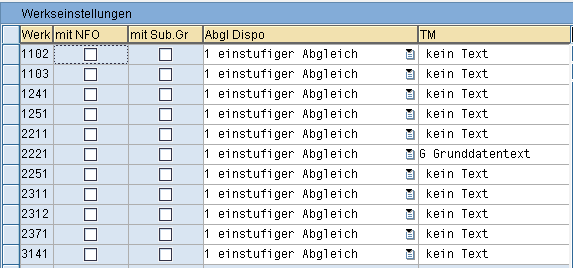 Werkseinstellungen
Werk mit NFO mit Sub.Gr Abgl Dispo TM
1102 1 einstufiger Abgleich kein Text
1103 1 einstufiger Abgleich kein Text
1241 1 einstufiger Abgleich kein Text
1251 1 einstufiger Abgleich kein Text
2211 1 einstufiger Abgleich kein Text
2221 1 einstufiger Abgleich G Grunddatentext
2251 1 einstufiger Abgleich kein Text
2311 1 einstufiger Abgleich kein Text
2312 1 einstufiger Abgleich kein Text
2371 1 einstufiger Abgleich kein Text
3141 1 einstufiger Abgleich kein Text